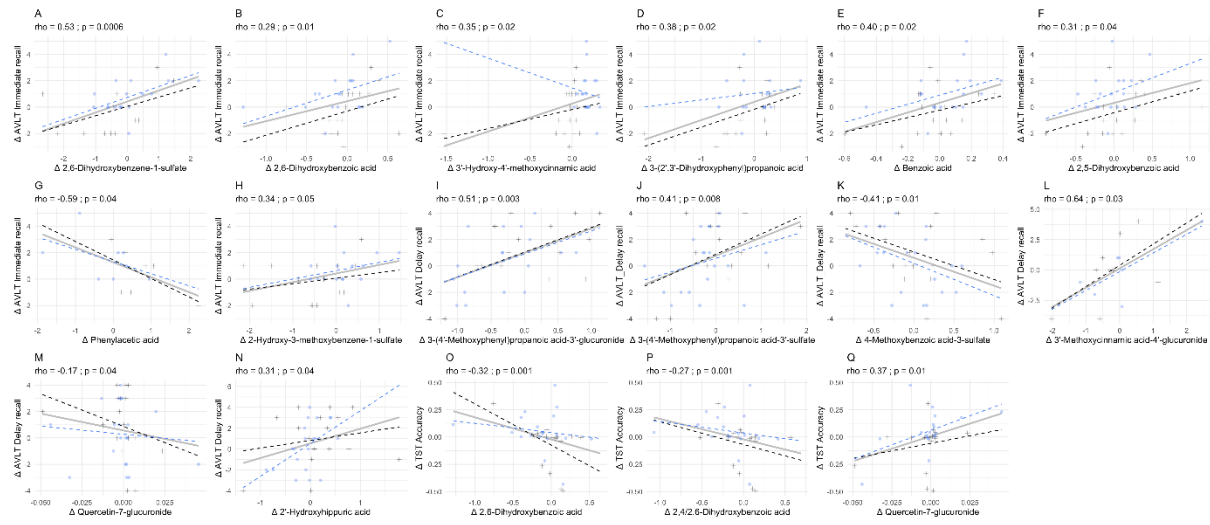 A
rho = 0.53 ; p = 0.0006
Δ AVLT Immediate recall
Δ 2,6-Dihydroxybenzene-1-sulfate
B
rho = 0.29 ; p = 0.01
Δ AVLT Immediate recall
Δ 2,6-Dihydroxybenzoic acid
C
rho = 0.35 ; p = 0.02
Δ AVLT Immediate recall
Δ 3'-Hydroxy-4'-methoxycinnamic acid
D
rho = 0.38 ; p = 0.02
Δ AVLT Immediate recall
Δ 3-(2',3'-Dihydroxyphenyl)propanoic acid
E
rho = 0.40 ; p = 0.02
Δ AVLT Immediate recall
Δ Benzoic acid
F
rho = 0.31 ; p = 0.04
Δ AVLT Immediate recall
Δ 2,5-Dihydroxybenzoic acid
G
rho = -0.59 ; p = 0.04
Δ AVLT Immediate recall
Δ Phenylacetic acid
H
rho = 0.34 ; p = 0.05
Δ AVLT Immediate recall
Δ 2-Hydroxy-3-methoxybenzene-1-sulfate
I
rho = 0.51 ; p = 0.003
Δ AVLT Delay recall
Δ 3-(4'-Methoxyphenyl)propanoic acid-3'-glucuronide
J
rho = 0.41 ; p = 0.008
Δ AVLT_Delay recall
Δ 3-(4'-Methoxyphenyl)propanoic acid-3'-sulfate
K
rho = -0.41 ; p = 0.01
Δ AVLT Delay recall
Δ 4-Methoxybenzoic acid-3-sulfate
L
rho = 0.64 ; p = 0.03
Δ AVLT Delay recall
Δ 3'-Methoxycinnamic acid-4'-glucuronide
M
rho = -0.17 ; p = 0.04
Δ AVLT Delay recall
Δ Quercetin-7-glucuronide
N
rho = 0.31 ; p = 0.04
Δ AVLT Delay recall
Δ 2'-Hydroxyhippuric acid
O
rho = -0.32 ; p = 0.001
Δ TST Accuracy
Δ 2,6-Dihydroxybenzoic acid
P
rho = -0.27 ; p = 0.001
Δ TST Accuracy
Δ 2,4/2.6-Dihydroxybenzoic acid
Q
rho = 0.37 ; p = 0.01
Δ TST Accuracy
Δ Quercetin-7-glucuronide